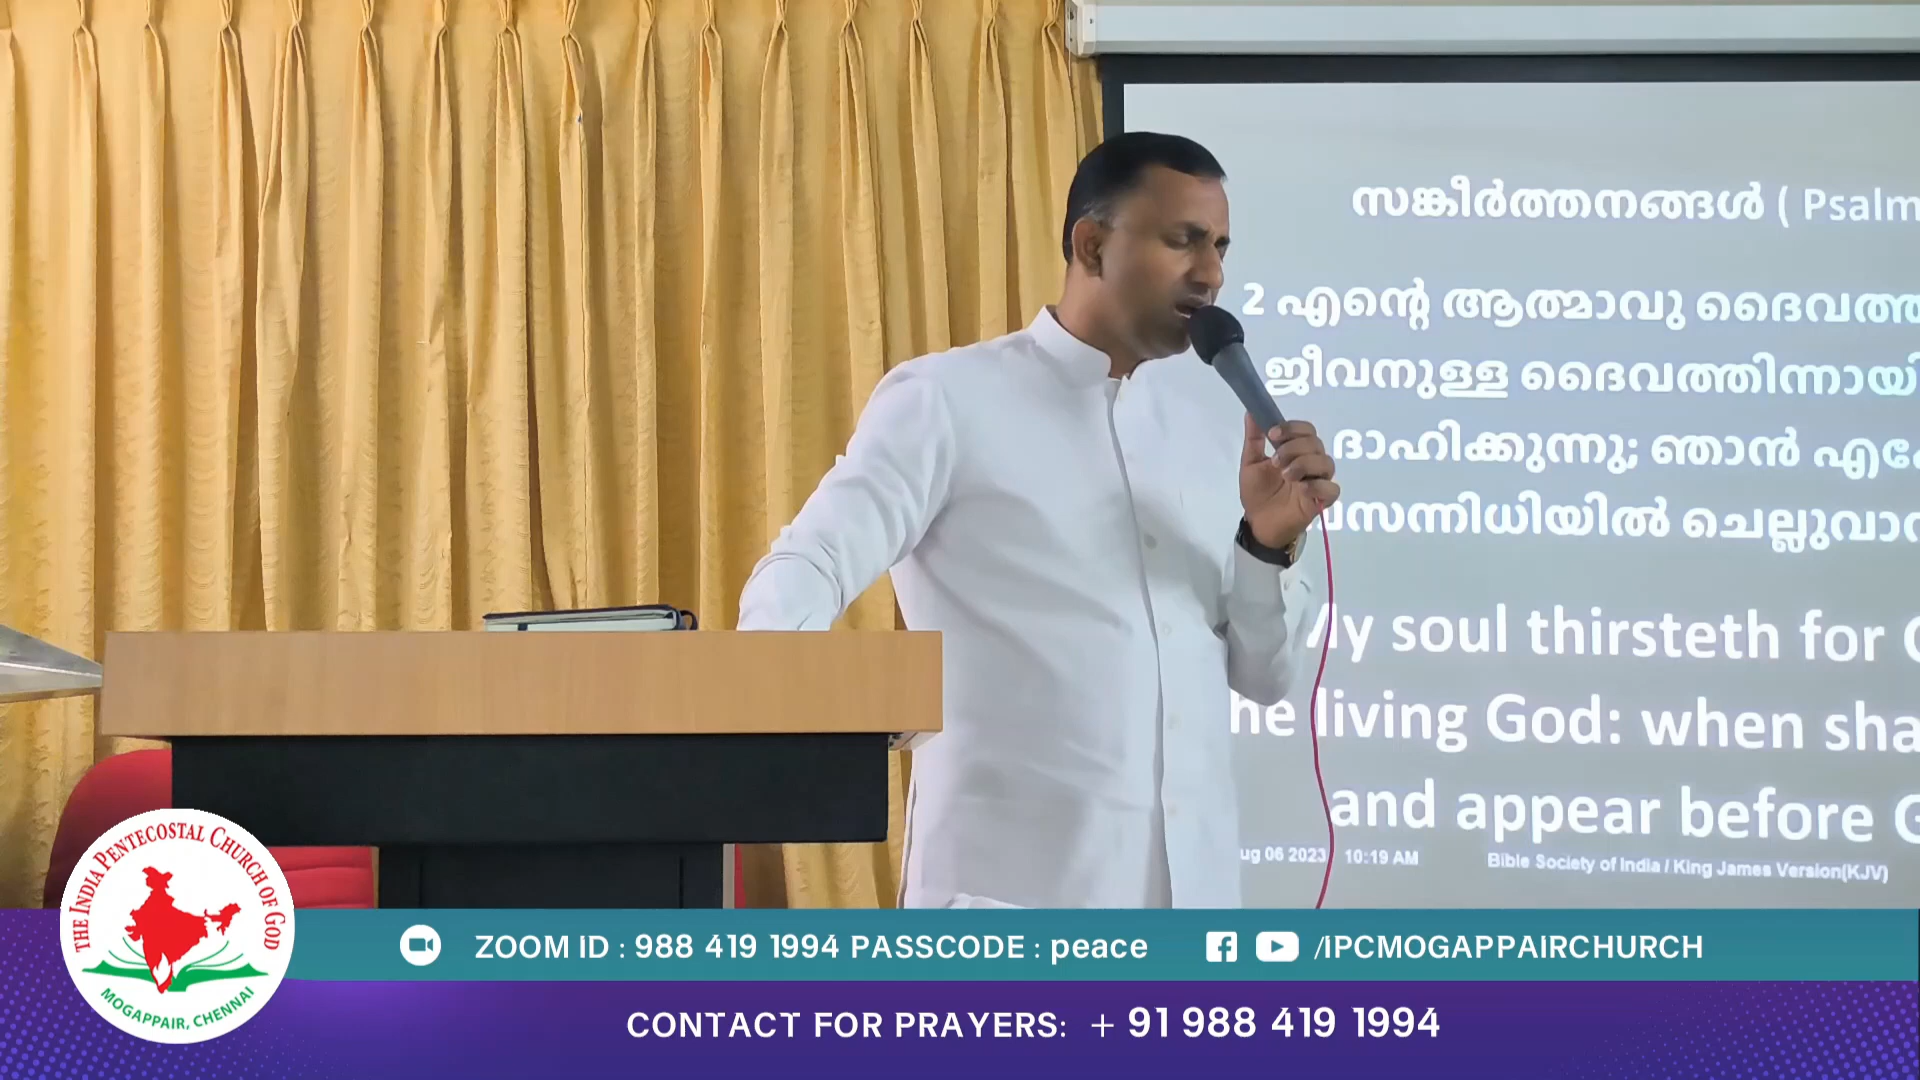 സങ്കീർത്തനങ്ങൾ ( Psalm
2 എന്റെ ആത്മാവു ദൈവത്ത
ജീവനുള്ള ദൈവത്തിന്നായി
ദാഹിക്കുന്നു; ഞാൻ എ
സന്നിധിയിൽ ചെല്ലുവാ
My soul thirsteth for G
he living God: when sha
and appear before G
ug 06 2023 10:19 AM Bible Society of India / King James Version(KJV)
THE INDIA PENTECOSTAL CHURCH OF GOD
MOGAPPAIR, CHENNAI
ZOOM ID : 988 419 1994 PASSCODE : peace /IPCMOGAPPAIRCHURCH
CONTACT FOR PRAYERS: + 91 988 419 1994